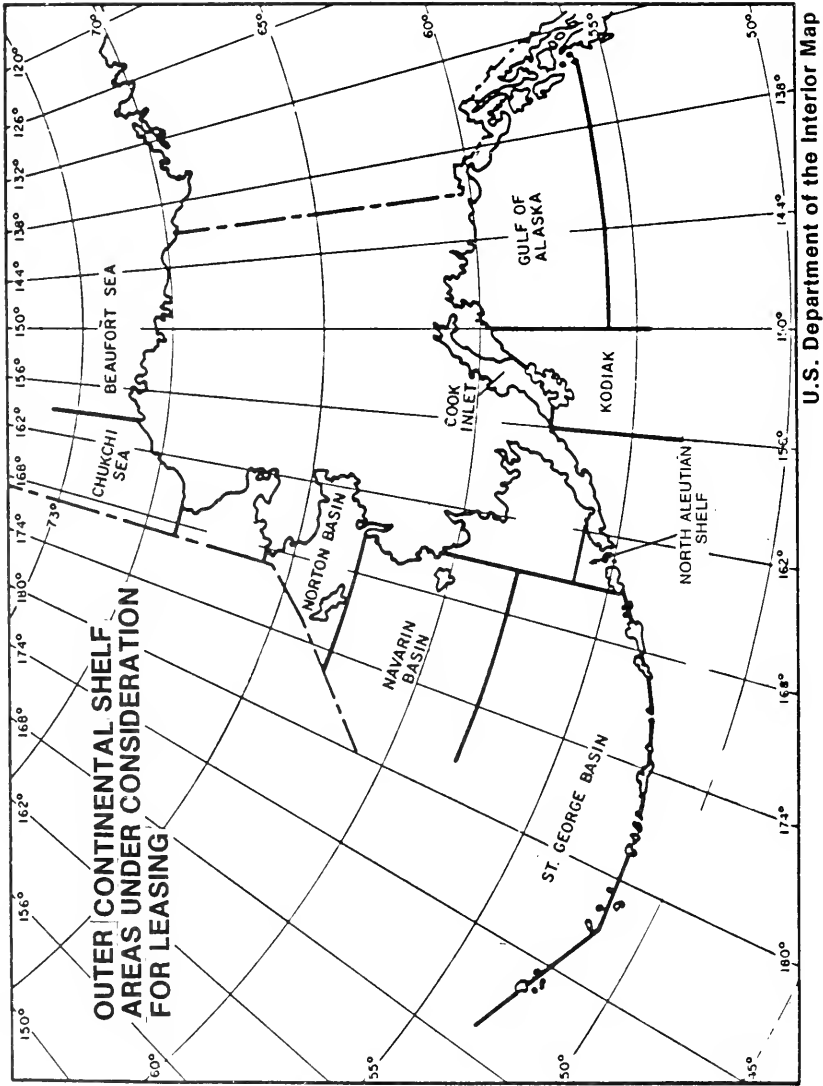 150°
156°
162°
168°
174°
180°
174°
168°
162°
156°
150°
144°
138°
132°
126°
120°
70°
73°
OUTER CONTINENTAL SHELF
AREAS UNDER CONSIDERATION
FOR LEASING
CHUKCHI
SEA
BEAUFORT SEA
60°
65°
NORTON BASIN
NAVARIN
BASIN
55°
60°
COOK
INLET
GULF OF
ALASKA
ST. GEORGE BASIN
KODIAK
50°
55°
NORTH ALEUTIAN
SHELF
45°
50°
180°
174°
168°
162°
156°
150°
144°
138°
U.S. Department of the Interior Map